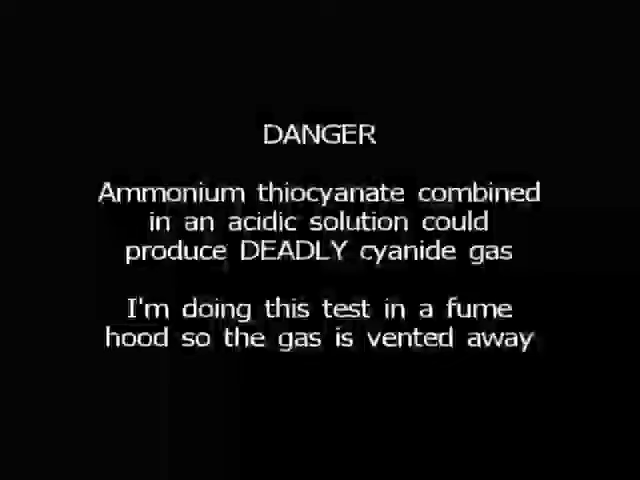 DANGER
Ammonium thiocyanate combined
in an acidic solution could
produce DEADLY cyanide gas
I'm doing this test in a fume
hood so the gas is vented away